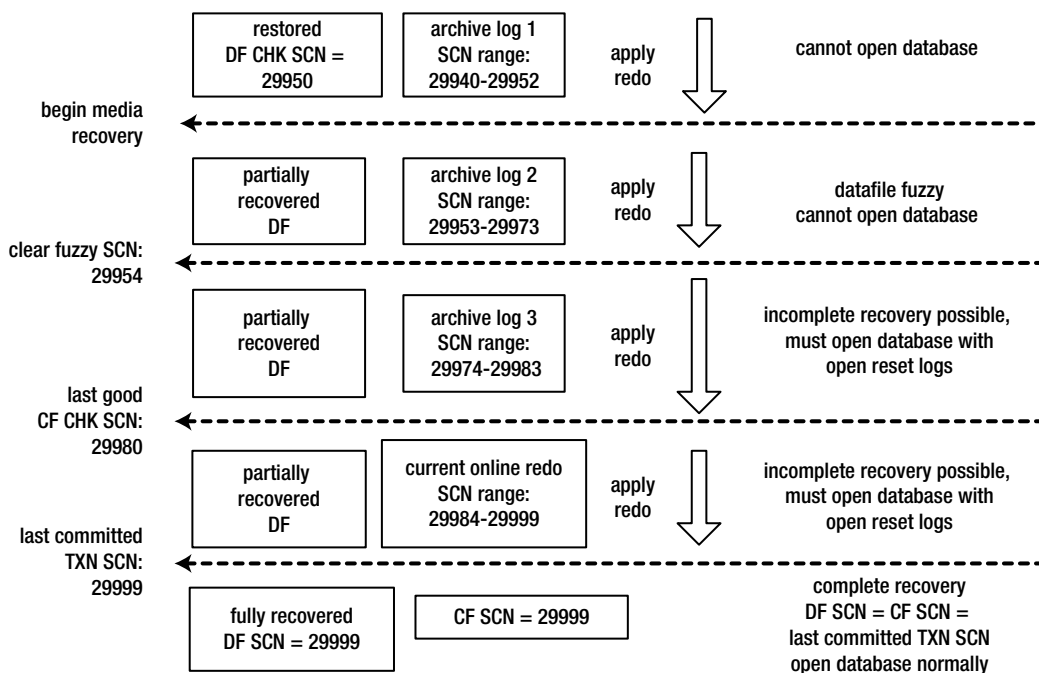 restored
DF CHK SCN =
29950
archive log 1
SCN range:
29940-29952
apply
redo
cannot open database
begin media
recovery
partially
recovered
DF
archive log 2
SCN range:
29953-29973
apply
redo
datafile fuzzy
cannot open database
clear fuzzy SCN:
29954
partially
recovered
DF
archive log 3
SCN range:
29974-29983
apply
redo
incomplete recovery possible,
must open database with
open reset logs
last good
CF CHK SCN:
29980
partially
recovered
DF
current online redo
SCN range:
29984-29999
apply
redo
incomplete recovery possible,
must open database with
open reset logs
last committed
TXN SCN:
29999
fully recovered
DF SCN = 29999
CF SCN = 29999
complete recovery
DF SCN = CF SCN =
last committed TXN SCN
open database normally